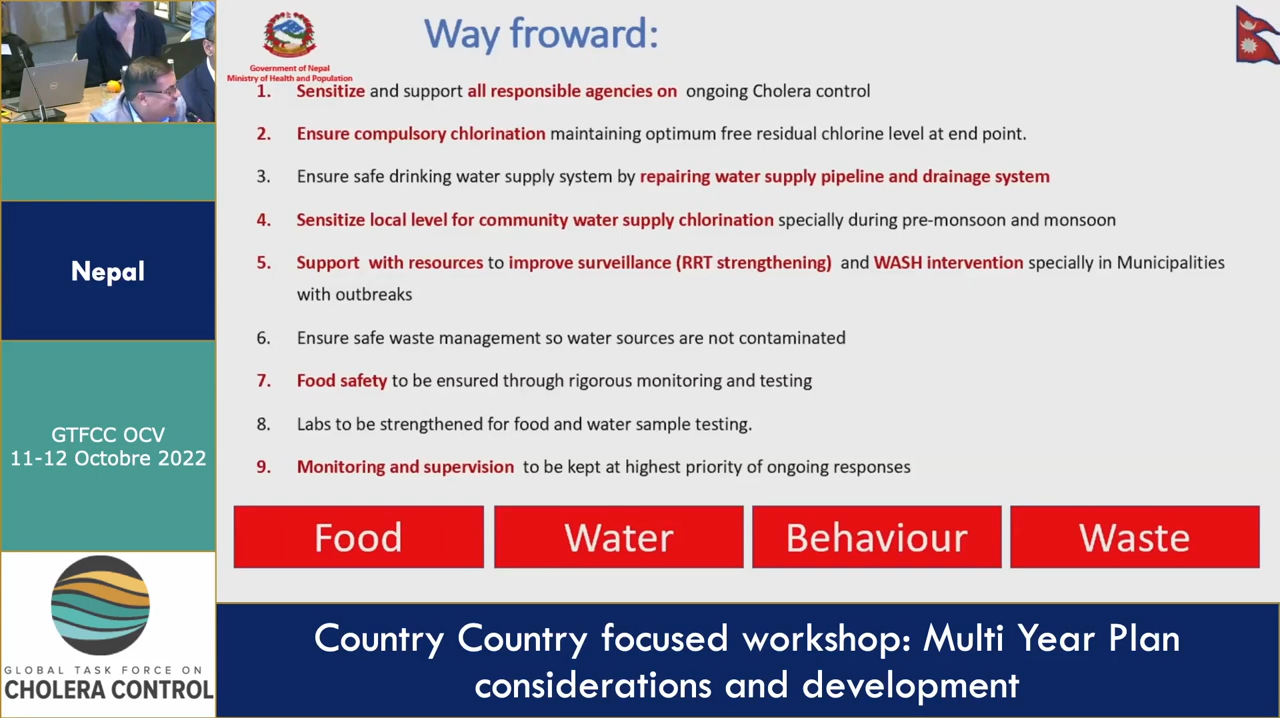 Way froward:
Government of Nepal
Ministry of Health and Population
1. Sensitize and support all responsible agencies on ongoing Cholera control
2. Ensure compulsory chlorination maintaining optimum free residual chlorine level at end point.
3. Ensure safe drinking water supply system by repairing water supply pipeline and drainage system
4. Sensitize local level for community water supply chlorination specially during pre-monsoon and monsoon
5. Support with resources to improve surveillance (RRT strengthening) and WASH intervention specially in Municipalities
with outbreaks
6. Ensure safe waste management so water sources are not contaminated
7. Food safety to be ensured through rigorous monitoring and testing
8. Labs to be strengthened for food and water sample testing.
9. Monitoring and supervision to be kept at highest priority of ongoing responses
Food Water Behaviour Waste
Nepal
GTFCC OCV
11-12 Octobre 2022
GLOBAL TASK FORCE ON
CHOLERA CONTROL
Country Country focused workshop: Multi Year Plan
considerations and development